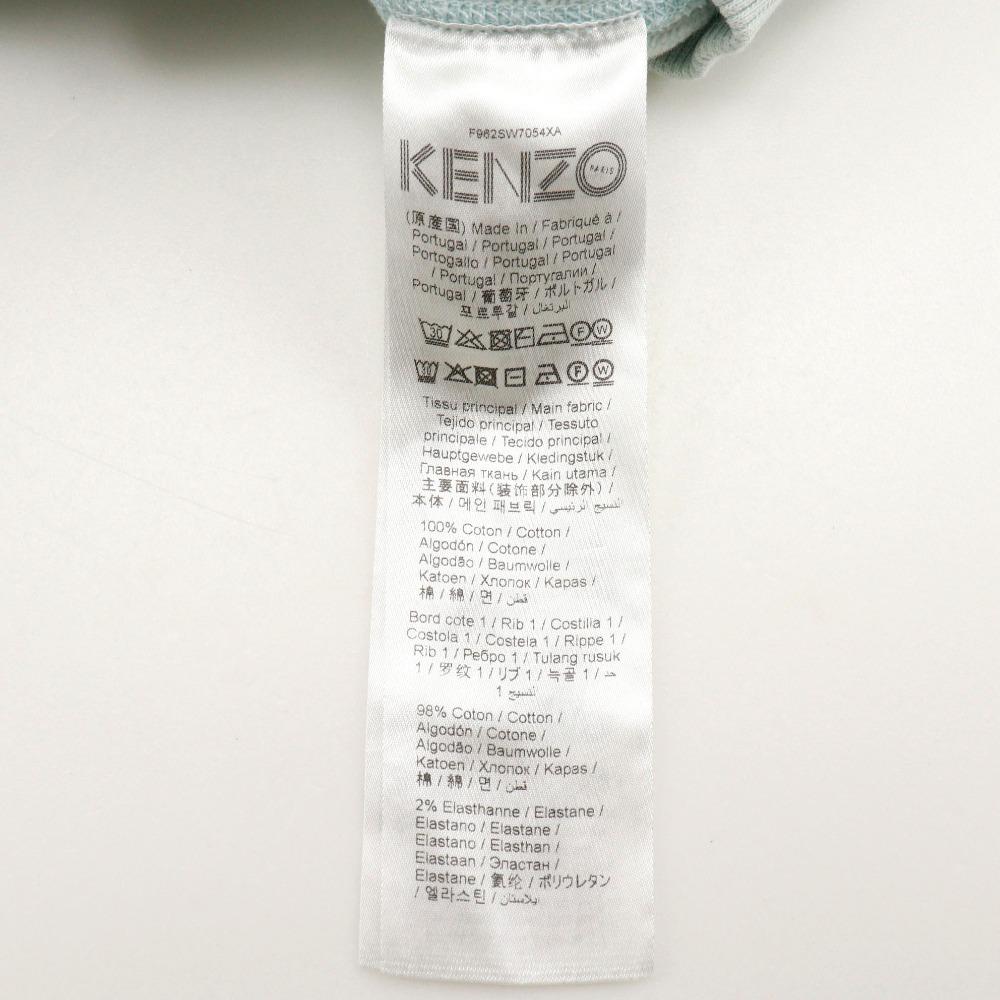 F962SW7054XA
KENZO
PARIS
(原産国) Made In / Fabriqué à /
Portugal / Portugal / Portugal /
Portogallo / Portugal / Portugal
/ Portugal / Португалии /
Portugal / 葡萄牙 / ポルトガル /
포르투갈 / البرتغال
30 F W
30 F W
Tissu principal / Main fabric /
Tejido principal / Tessuto
principale / Tecido principal /
Hauptgewebe / Kledingstuk /
Главная ткань / Kain utama /
主要面料(装饰部分除外) /
本体 / 메인 패브릭 / النسيج الرئيسي
100% Coton / Cotton /
Algodón / Cotone /
Algodão / Baumwolle /
Katoen / Хлопок / Kapas /
棉 / 綿 / 면 / قطن
Bord cote 1 / Rib 1 / Costilla 1 /
Costola 1 / Costela 1 / Rippe 1 /
Rib 1 / Ребро 1 / Tulang rusuk
1 / 罗纹 1 / リブ 1 / 늑골 1 /
1
98% Coton / Cotton /
Algodón / Cotone /
Algodão / Baumwolle /
Katoen / Хлопок / Kapas /
棉 / 綿 / 면 / قطن
2% Elasthanne / Elastane /
Elastano / Elastane /
Elastano / Elasthan /
Elastaan / Эластан /
Elastane / 氨纶 / ポリウレタン
/ 엘라스틴 / إيلاستان